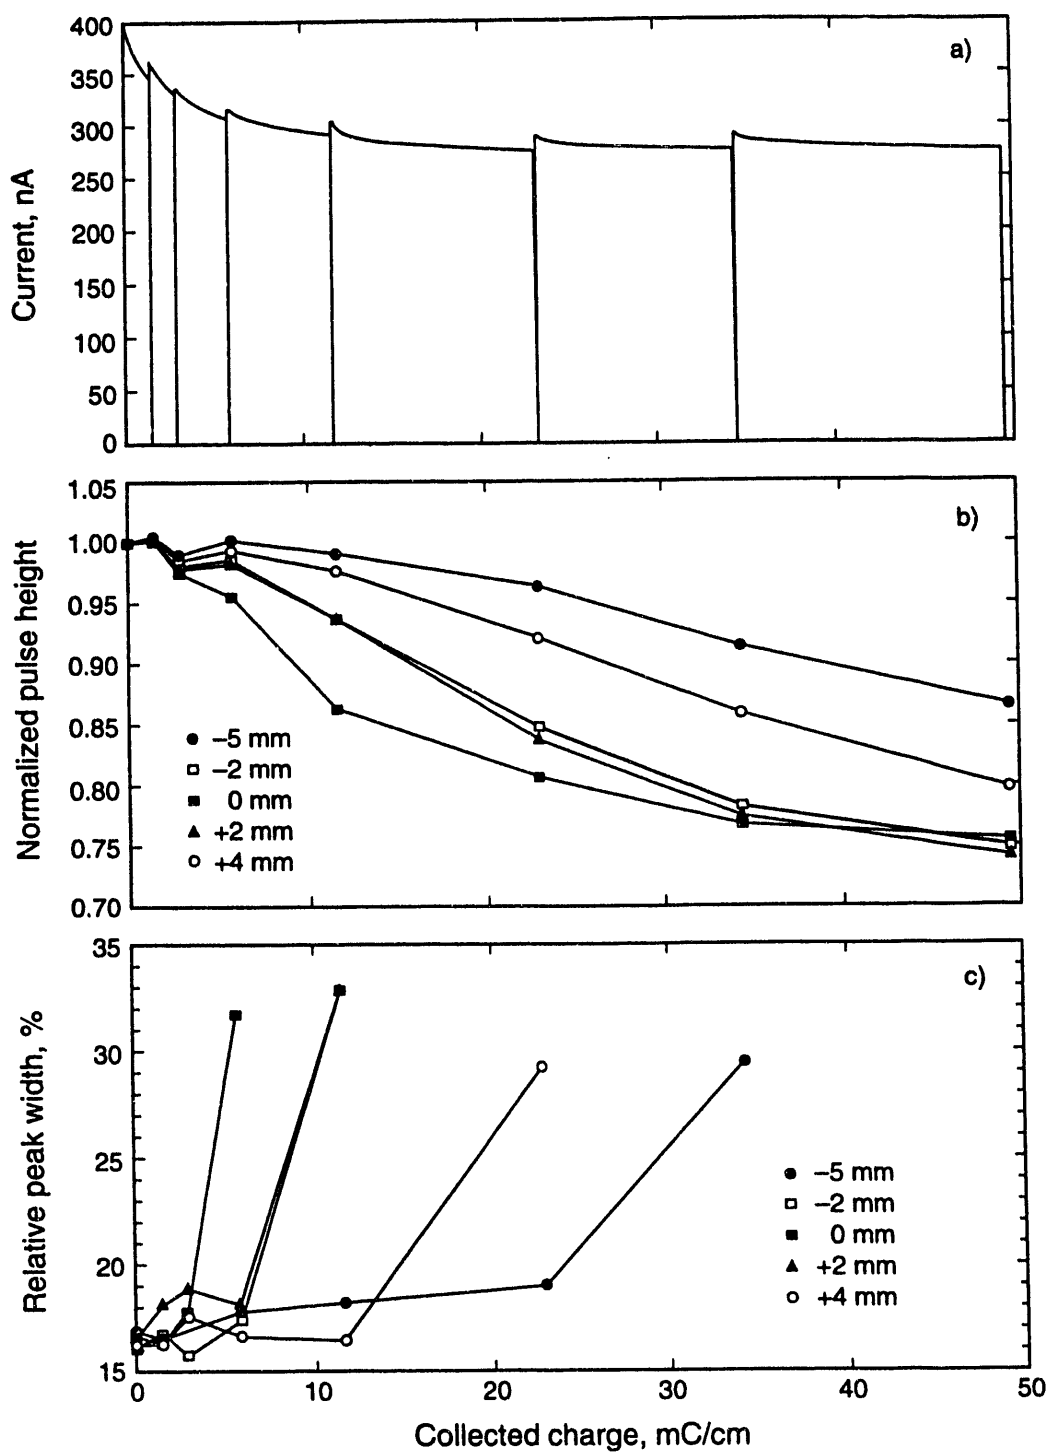 a)
400
350
300
250
200
150
100
50
0
Current, nA
b)
1.05
1.00
0.95
0.90
0.85
0.80
0.75
0.70
Normalized pulse height
−5 mm
−2 mm
0 mm
+2 mm
+4 mm
c)
35
30
25
20
15
Relative peak width, %
−5 mm
−2 mm
0 mm
+2 mm
+4 mm
0 10 20 30 40 50
Collected charge, mC/cm